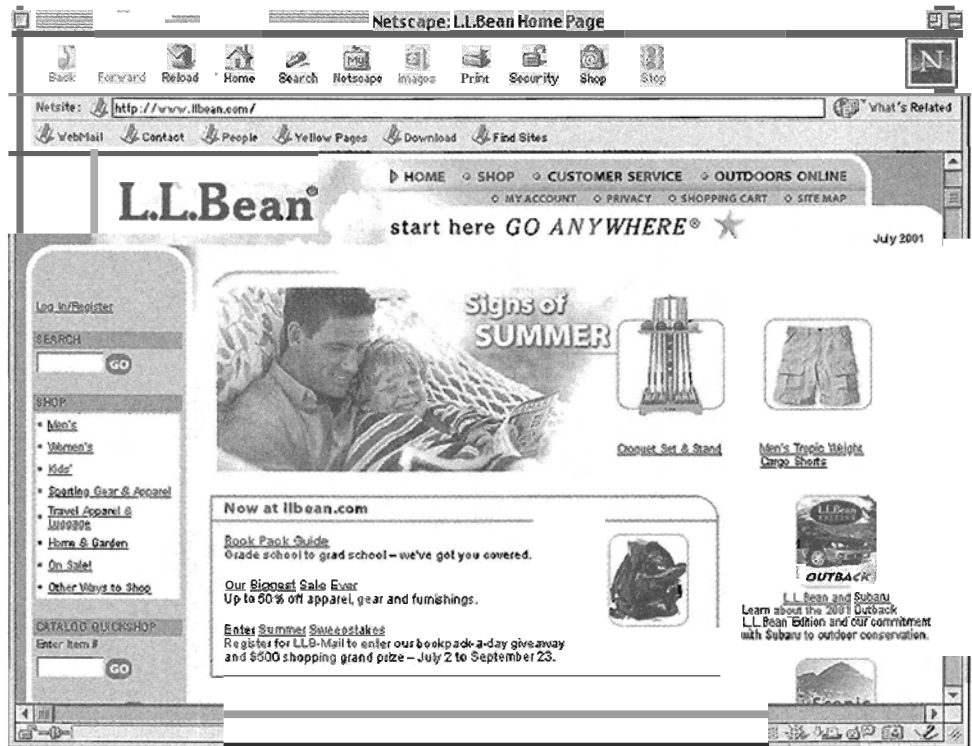 Netscape: L.L.Bean Home Page
Back Forward Reload Home Search Netscape Images Print Security Shop Stop
My
N
Netsite: http://www.llbean.com/ What's Related
WebMail Contact People Yellow Pages Download Find Sites
HOME SHOP CUSTOMER SERVICE OUTDOORS ONLINE
L.L.Bean®
MY ACCOUNT PRIVACY SHOPPING CART SITE MAP
start here GO ANYWHERE®
July 2001
Log In/Register
SEARCH
GO
SHOP
Men's
Women's
Kids'
Sporting Gear & Apparel
Travel Apparel &
Luggage
Home & Garden
On Sale!
Other Ways to Shop
CATALOG QUICKSHOP
Enter Item #
GO
Signs of
SUMMER
Croquet Set & Stand
Men's Tropic Weight
Cargo Shorts
Now at llbean.com
Book Pack Guide
Grade school to grad school – we've got you covered.
Our Biggest Sale Ever
Up to 50% off apparel, gear and furnishings.
Enter Summer Sweepstakes
Register for LLB-Mail to enter our bookpack-a-day giveaway
and $500 shopping grand prize – July 2 to September 23.
L.L.Bean
OUTBACK
L.L.Bean and Subaru
Learn about the 2001 Outback
L.L.Bean Edition and our commitment
with Subaru to outdoor conservation.